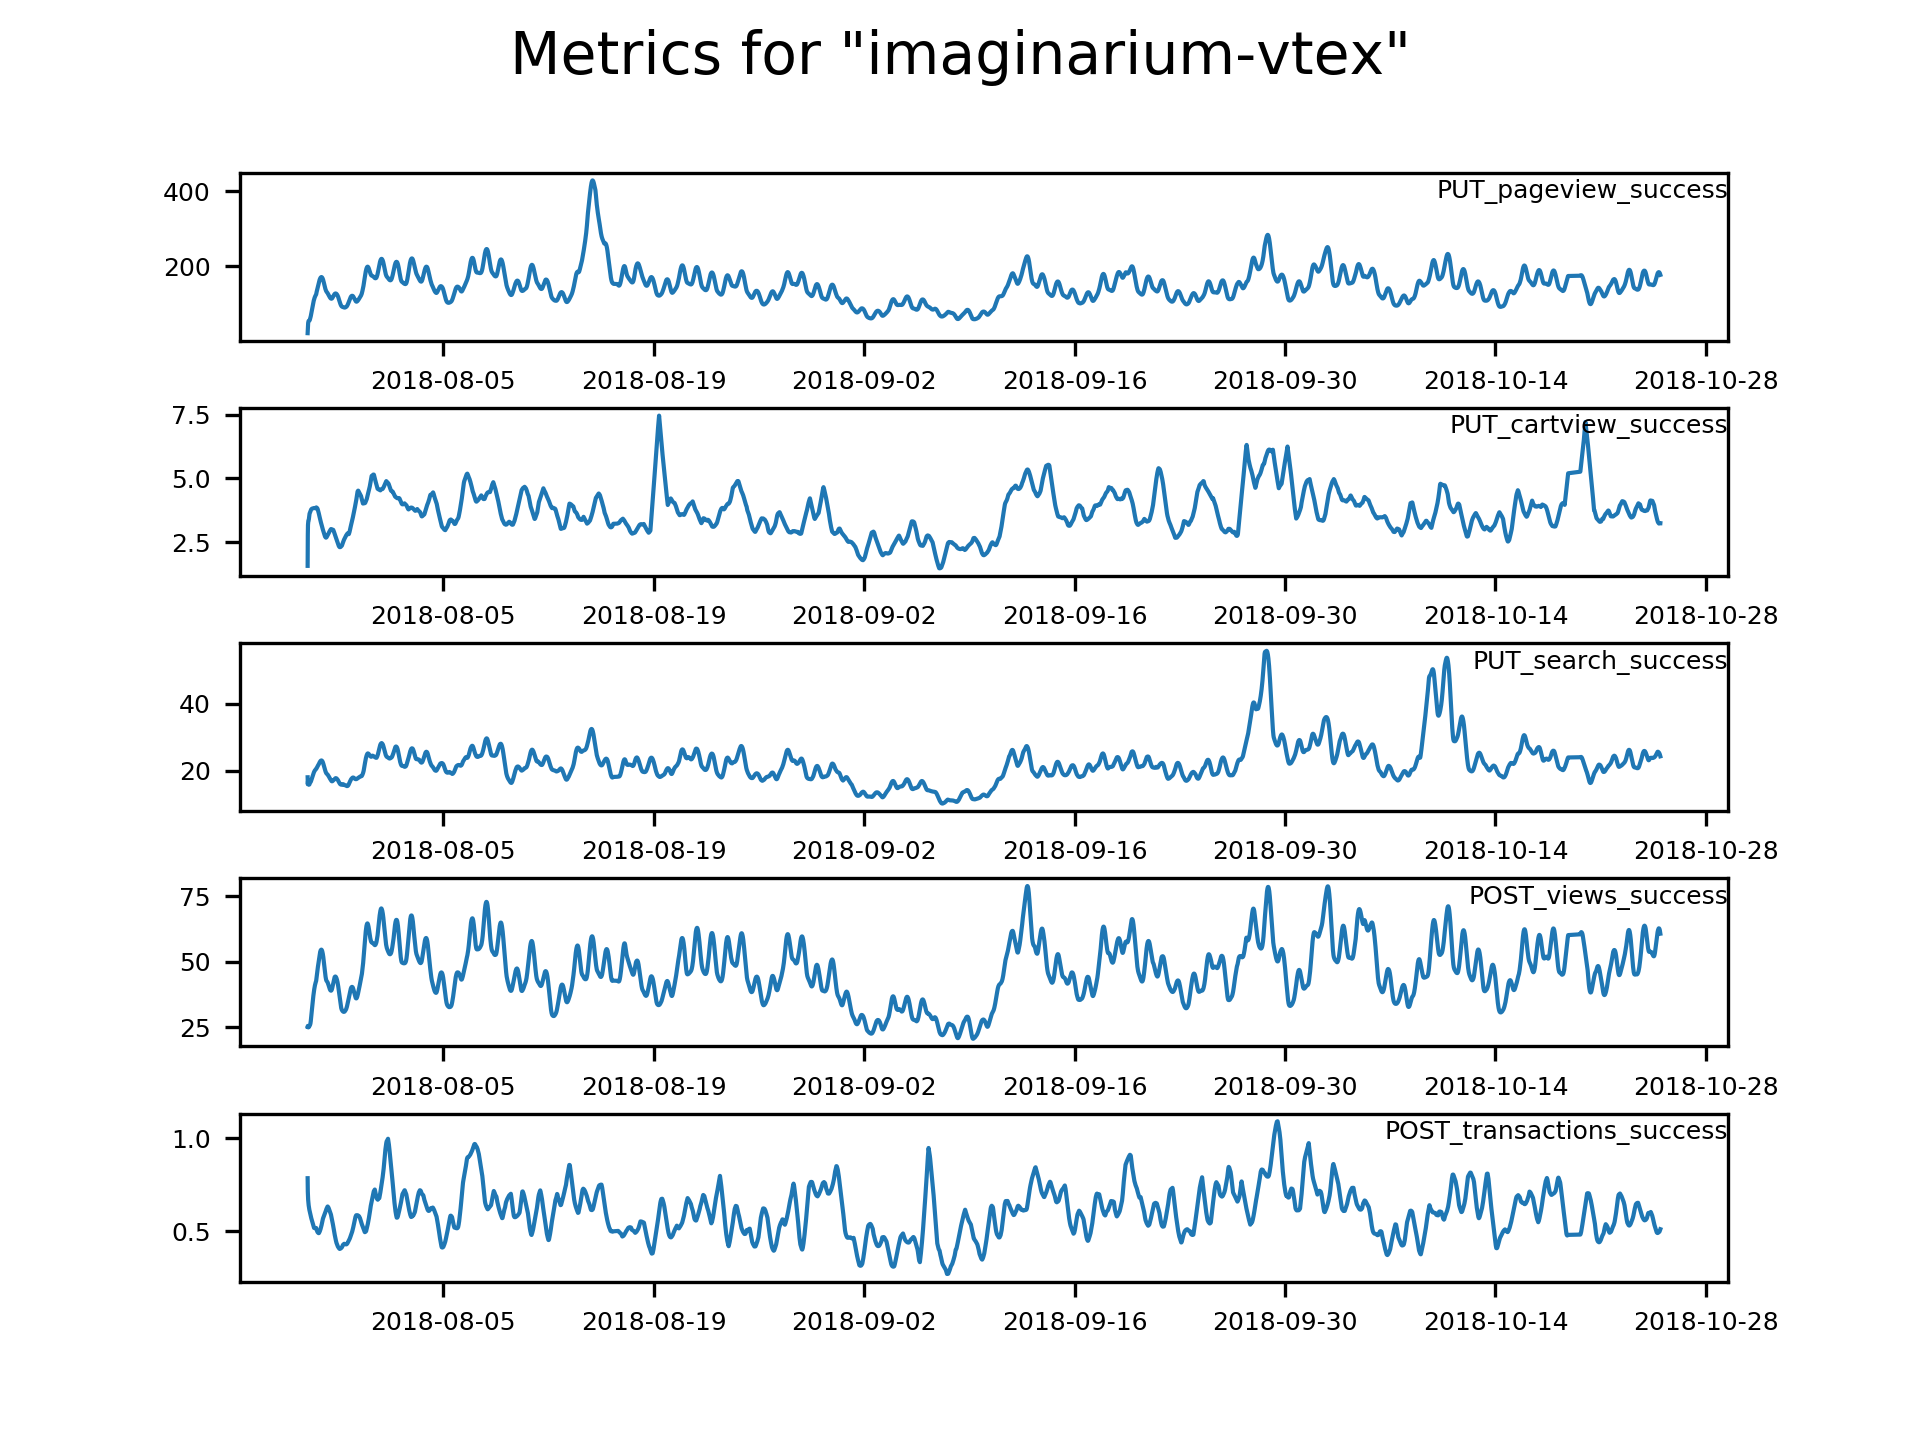 Metrics for "imaginarium-vtex"
PUT_pageview_success
400
200
2018-08-05 2018-08-19 2018-09-02 2018-09-16 2018-09-30 2018-10-14 2018-10-28
PUT_cartview_success
7.5
5.0
2.5
2018-08-05 2018-08-19 2018-09-02 2018-09-16 2018-09-30 2018-10-14 2018-10-28
PUT_search_success
40
20
2018-08-05 2018-08-19 2018-09-02 2018-09-16 2018-09-30 2018-10-14 2018-10-28
POST_views_success
75
50
25
2018-08-05 2018-08-19 2018-09-02 2018-09-16 2018-09-30 2018-10-14 2018-10-28
POST_transactions_success
1.0
0.5
2018-08-05 2018-08-19 2018-09-02 2018-09-16 2018-09-30 2018-10-14 2018-10-28